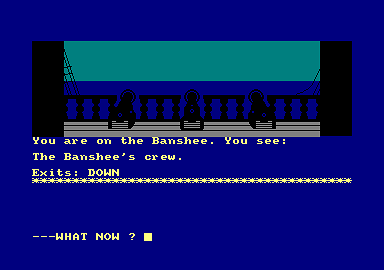 You are on the Banshee. You see:
The Banshee's crew.
Exits: DOWN
****************************************
---WHAT NOW ?